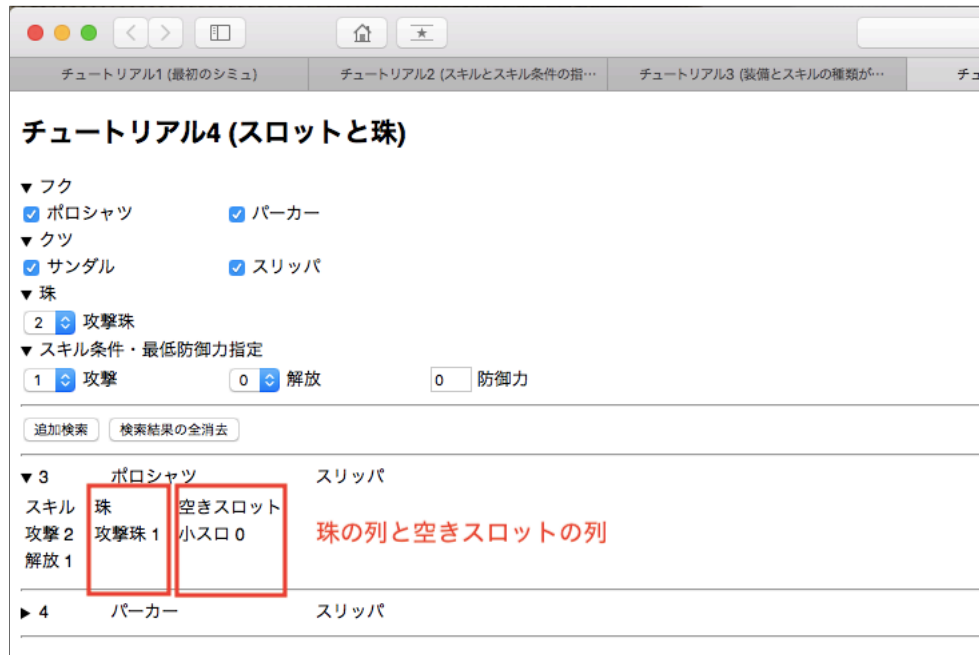 チュートリアル1 (最初のシミュ) チュートリアル2 (スキルとスキル条件の指… チュートリアル3 (装備とスキルの種類が… チュ
チュートリアル4 (スロットと珠)
▼ フク
ポロシャツ パーカー
▼ クツ
サンダル スリッパ
▼ 珠
2 攻撃珠
▼ スキル条件・最低防御力指定
1 攻撃 0 解放 0 防御力
追加検索 検索結果の全消去
▼ 3 ポロシャツ スリッパ
スキル 珠 空きスロット
攻撃 2 攻撃珠 1 小スロ 0 珠の列と空きスロットの列
解放 1
▶ 4 パーカー スリッパ